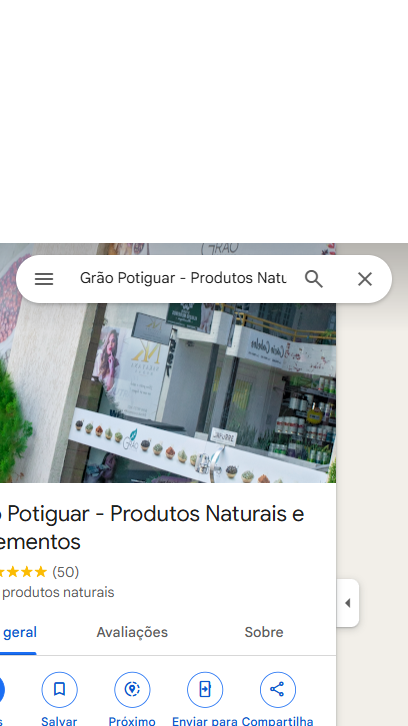 GRÃO
Grão Potiguar - Produtos Natu
GRÃO
Potiguar - Produtos Naturais e
ementos
(50)
produtos naturais
geral
Avaliações
Sobre
Salvar
Próximo
Enviar para
Compartilha